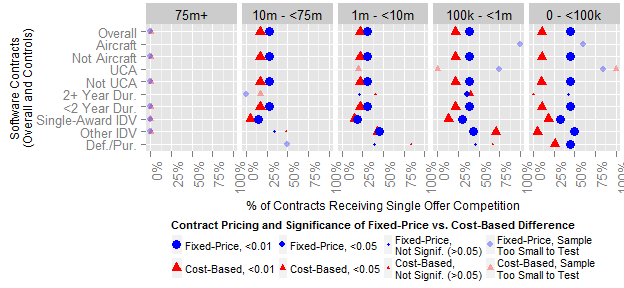 75m+ 10m - <75m 1m - <10m 100k - <1m 0 - <100k
Software Contracts
(Overall and Controls)
Overall
Aircraft
Not Aircraft
UCA
Not UCA
2+ Year Dur.
<2 Year Dur.
Single-Award IDV
Other IDV
Def./Pur.
0% 25% 50% 75% 100% 0% 25% 50% 75% 100% 0% 25% 50% 75% 100% 0% 25% 50% 75% 100% 0% 25% 50% 75% 100%
% of Contracts Receiving Single Offer Competition
Contract Pricing and Significance of Fixed-Price vs. Cost-Based Difference
Fixed-Price, <0.01 Fixed-Price, <0.05 Fixed-Price, Not Signif. (>0.05) Fixed-Price, Sample Too Small to Test
Cost-Based, <0.01 Cost-Based, <0.05 Cost-Based, Not Signif. (>0.05) Cost-Based, Sample Too Small to Test